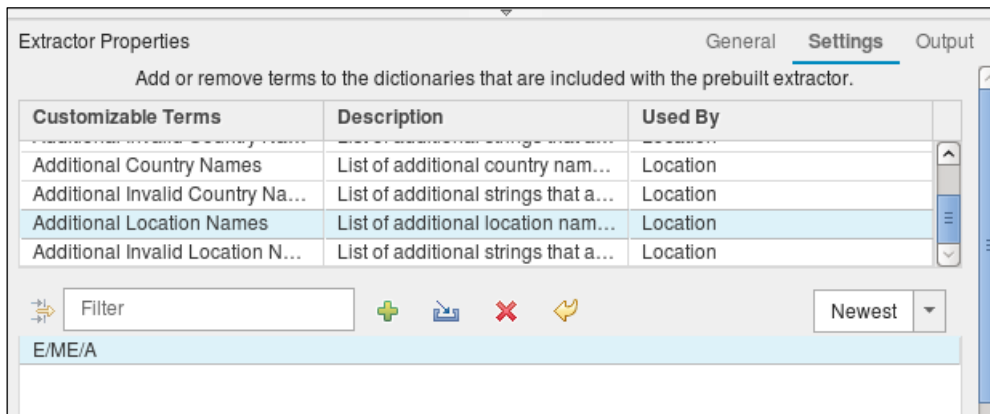 Extractor Properties General Settings Output
Add or remove terms to the dictionaries that are included with the prebuilt extractor.
Customizable Terms Description Used By
Additional Country Names List of additional country nam... Location
Additional Invalid Country Na... List of additional strings that a... Location
Additional Location Names List of additional location nam... Location
Additional Invalid Location N... List of additional strings that a... Location
Filter Newest
E/ME/A